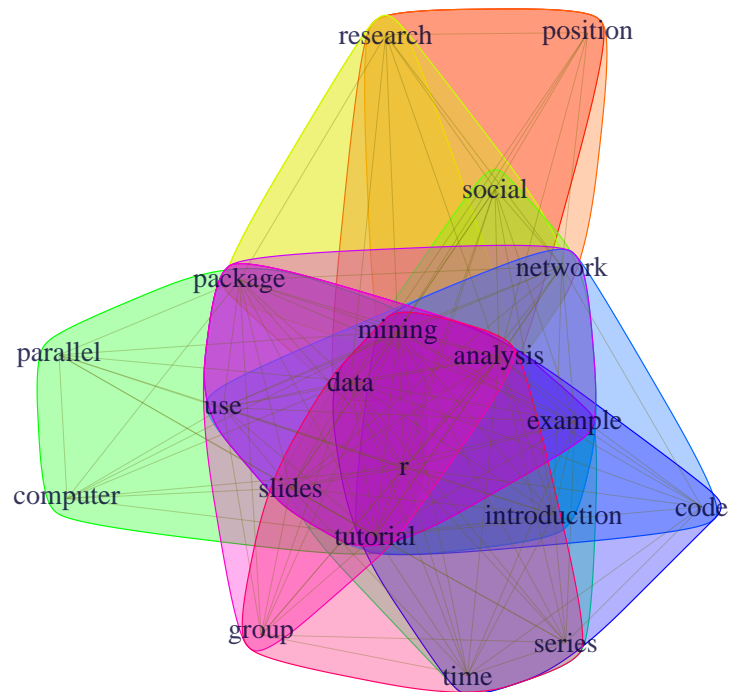 research
position
social
network
package
mining
parallel
analysis
data
use
example
r
slides
computer
code
introduction
tutorial
group
series
time